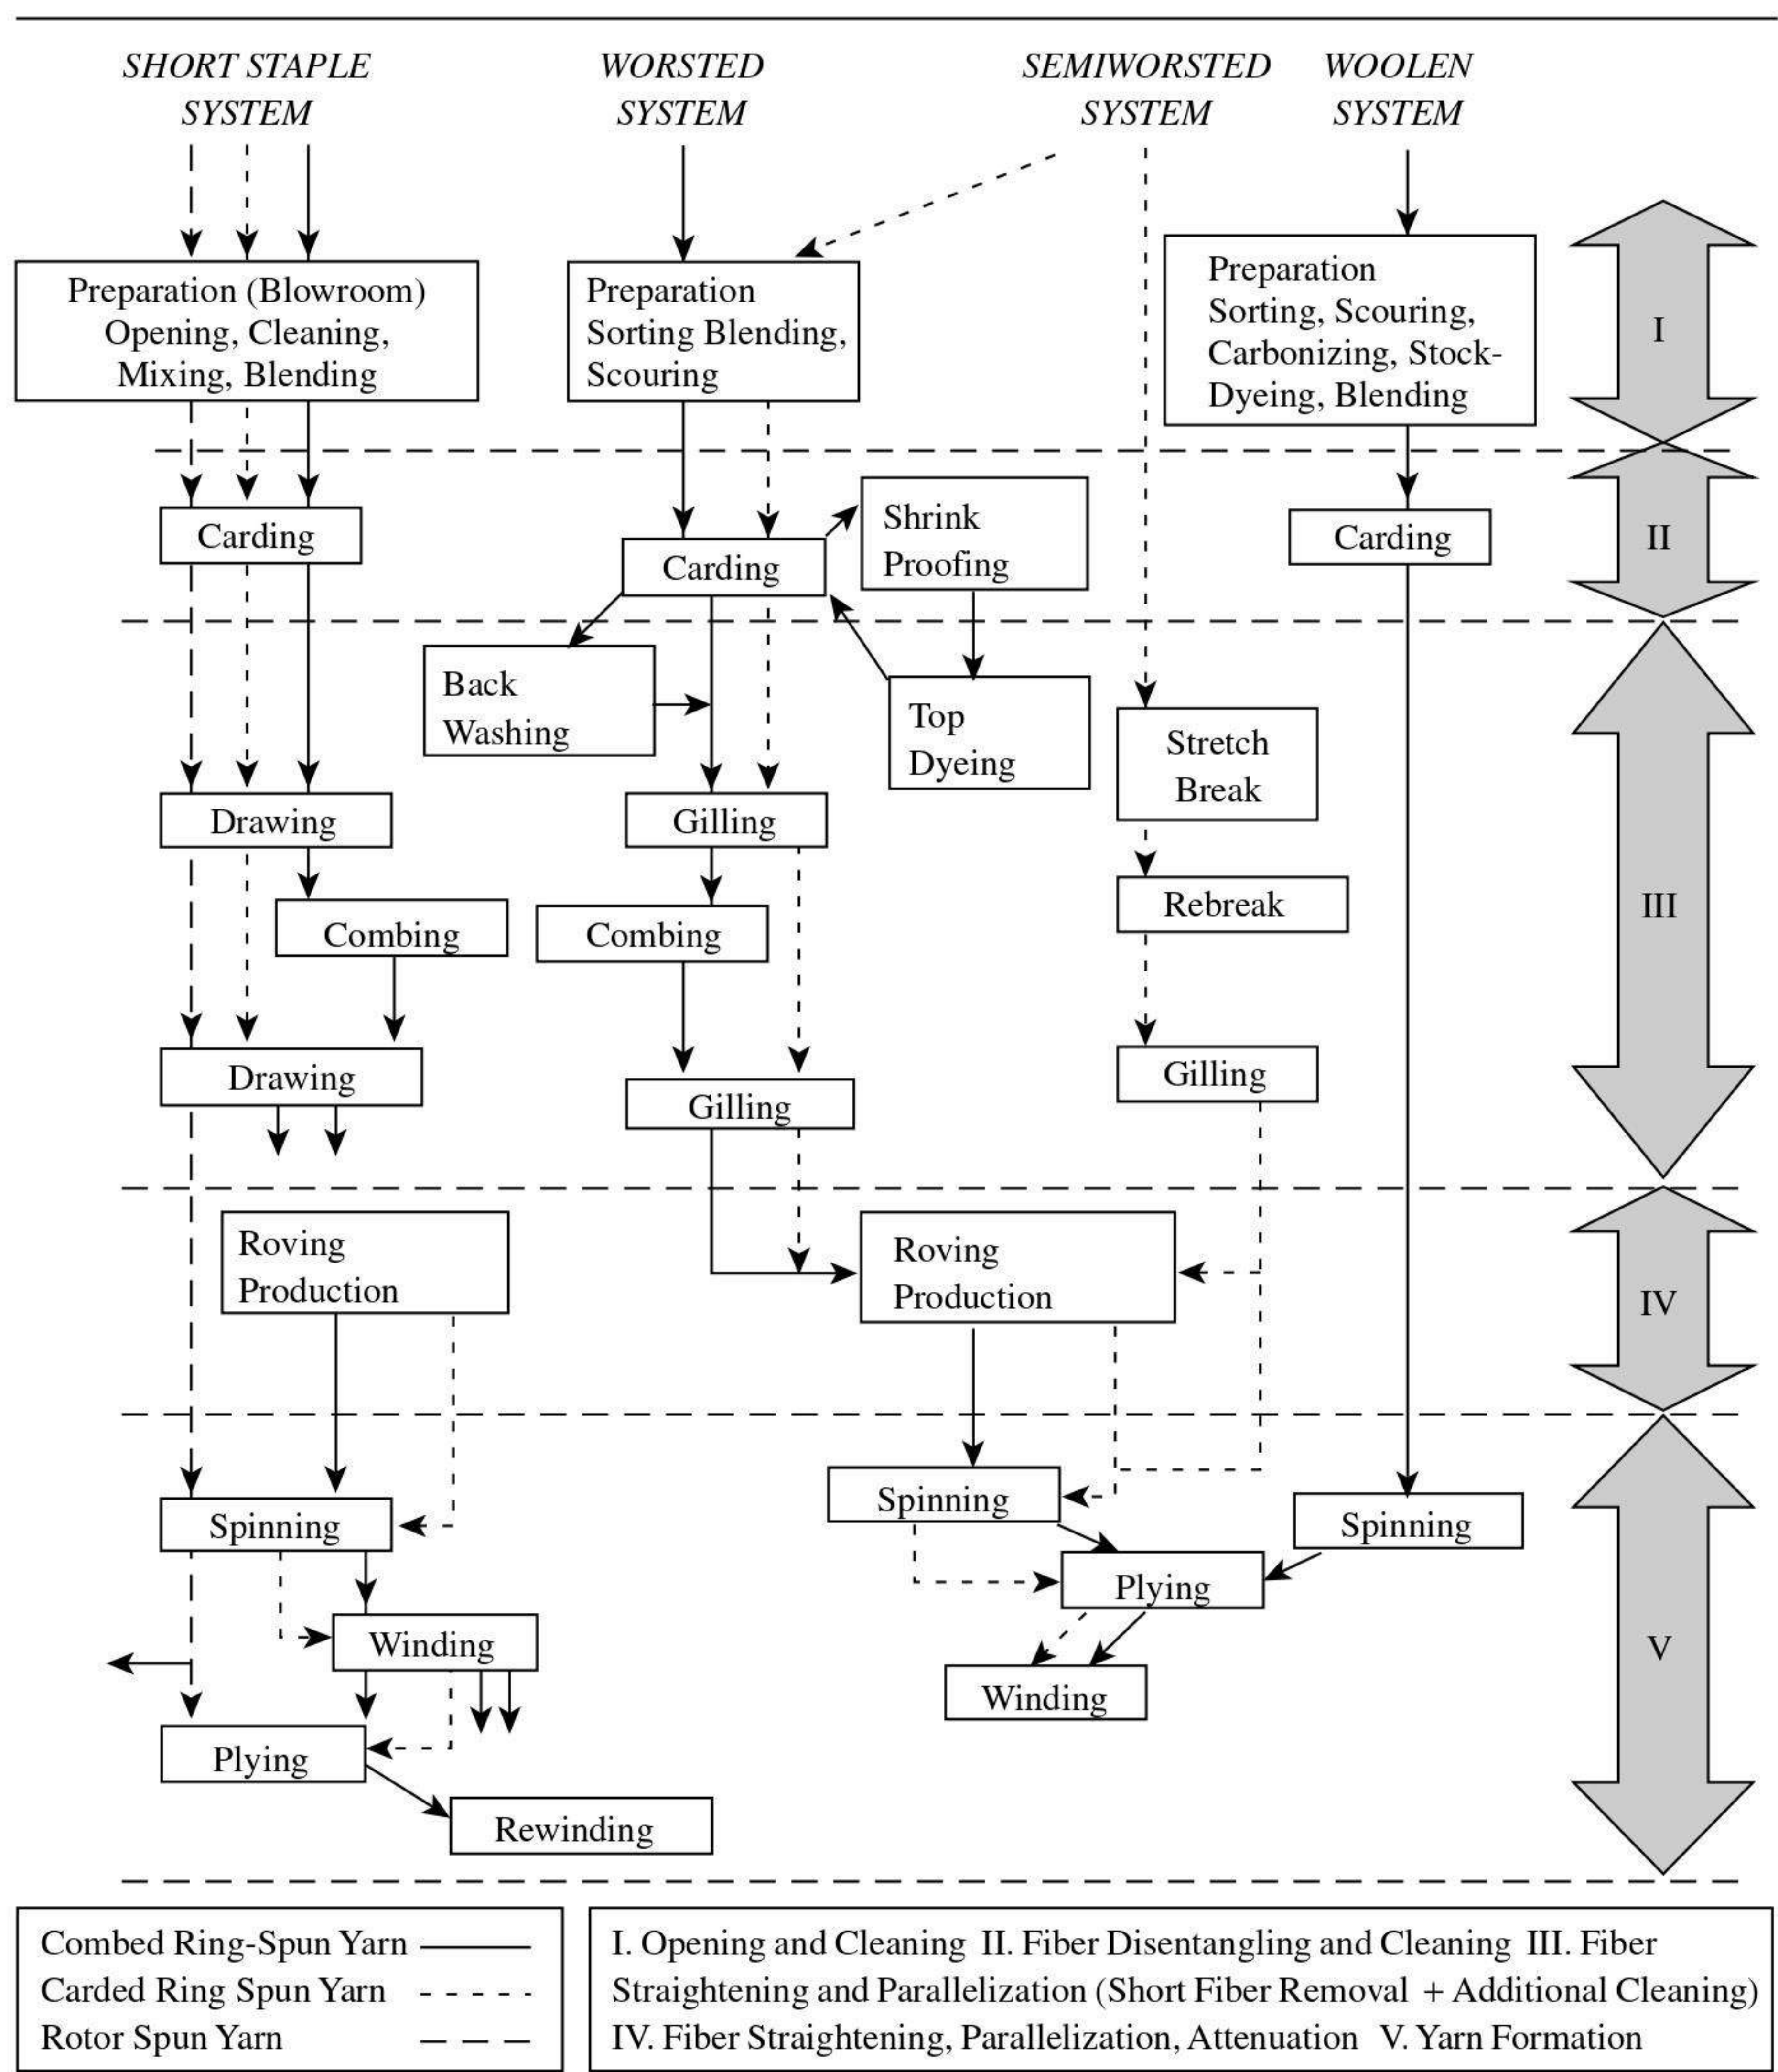 SHORT STAPLE
SYSTEM
WORSTED
SYSTEM
SEMIWORSTED
SYSTEM
WOOLEN
SYSTEM
Preparation (Blowroom)
Opening, Cleaning,
Mixing, Blending
Preparation
Sorting Blending,
Scouring
Preparation
Sorting, Scouring,
Carbonizing, Stock-
Dyeing, Blending
I
Carding
Carding
Shrink
Proofing
Carding
II
Back
Washing
Top
Dyeing
Stretch
Break
Drawing
Gilling
Rebreak
III
Combing
Combing
Drawing
Gilling
Gilling
Roving
Production
Roving
Production
IV
Spinning
Spinning
Spinning
Plying
Winding
Winding
V
Plying
Rewinding
Combed Ring-Spun Yarn
Carded Ring Spun Yarn
Rotor Spun Yarn
I. Opening and Cleaning II. Fiber Disentangling and Cleaning III. Fiber
Straightening and Parallelization (Short Fiber Removal + Additional Cleaning)
IV. Fiber Straightening, Parallelization, Attenuation V. Yarn Formation